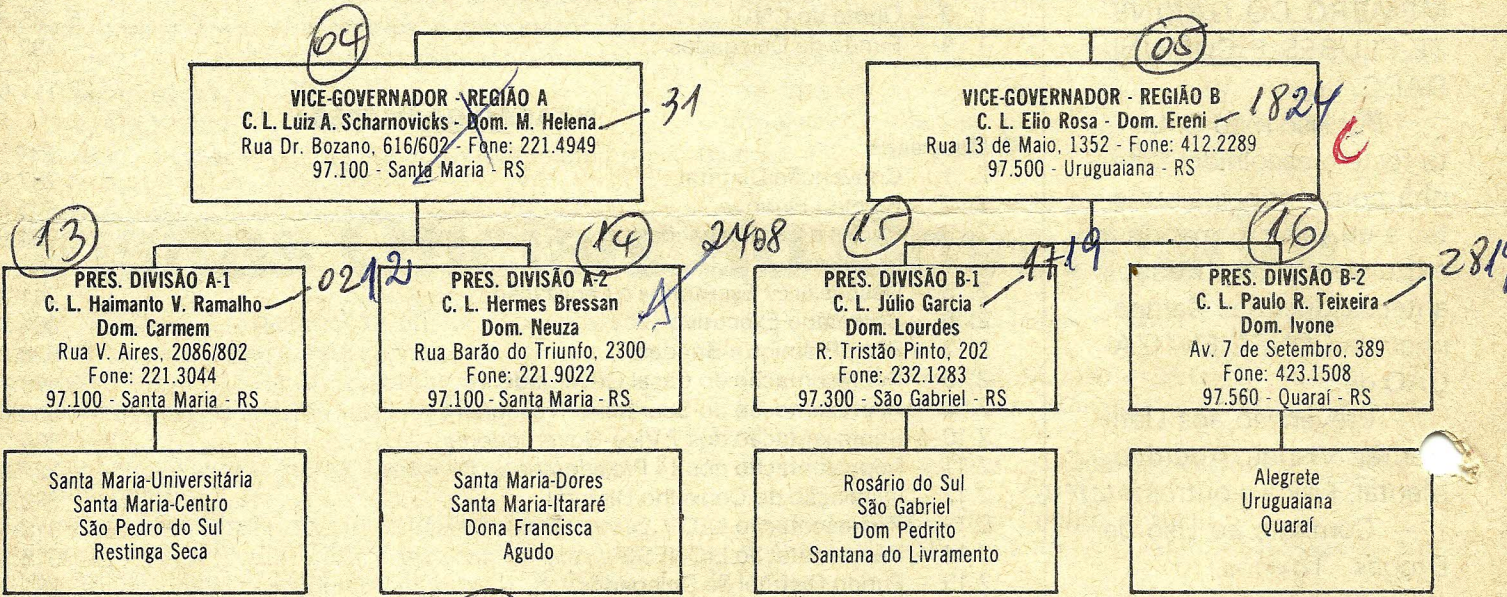 04
05
VICE-GOVERNADOR - REGIÃO A
C. L. Luiz A. Scharnovicks - Dom. M. Helena 31
Rua Dr. Bozano, 616/602 - Fone: 221.4949
97.100 - Santa Maria - RS
VICE-GOVERNADOR - REGIÃO B
C. L. Elio Rosa - Dom. Ereni 1824
Rua 13 de Maio, 1352 - Fone: 412.2289
97.500 - Uruguaiana - RS
C
13
14
15
16
PRES. DIVISÃO A-1
C. L. Haimanto V. Ramalho 0212
Dom. Carmem
Rua V. Aires, 2086/802
Fone: 221.3044
97.100 - Santa Maria - RS
PRES. DIVISÃO A-2 2408
C. L. Hermes Bressan
Dom. Neuza
Rua Barão do Triunfo, 2300
Fone: 221.9022
97.100 - Santa Maria - RS
PRES. DIVISÃO B-1 1719
C. L. Júlio Garcia
Dom. Lourdes
R. Tristão Pinto, 202
Fone: 232.1283
97.300 - São Gabriel - RS
PRES. DIVISÃO B-2
C. L. Paulo R. Teixeira
Dom. Ivone
Av. 7 de Setembro, 389
Fone: 423.1508
97.560 - Quaraí - RS
Santa Maria-Universitária
Santa Maria-Centro
São Pedro do Sul
Restinga Seca
Santa Maria-Dores
Santa Maria-Itararé
Dona Francisca
Agudo
Rosário do Sul
São Gabriel
Dom Pedrito
Santana do Livramento
Alegrete
Uruguaiana
Quaraí